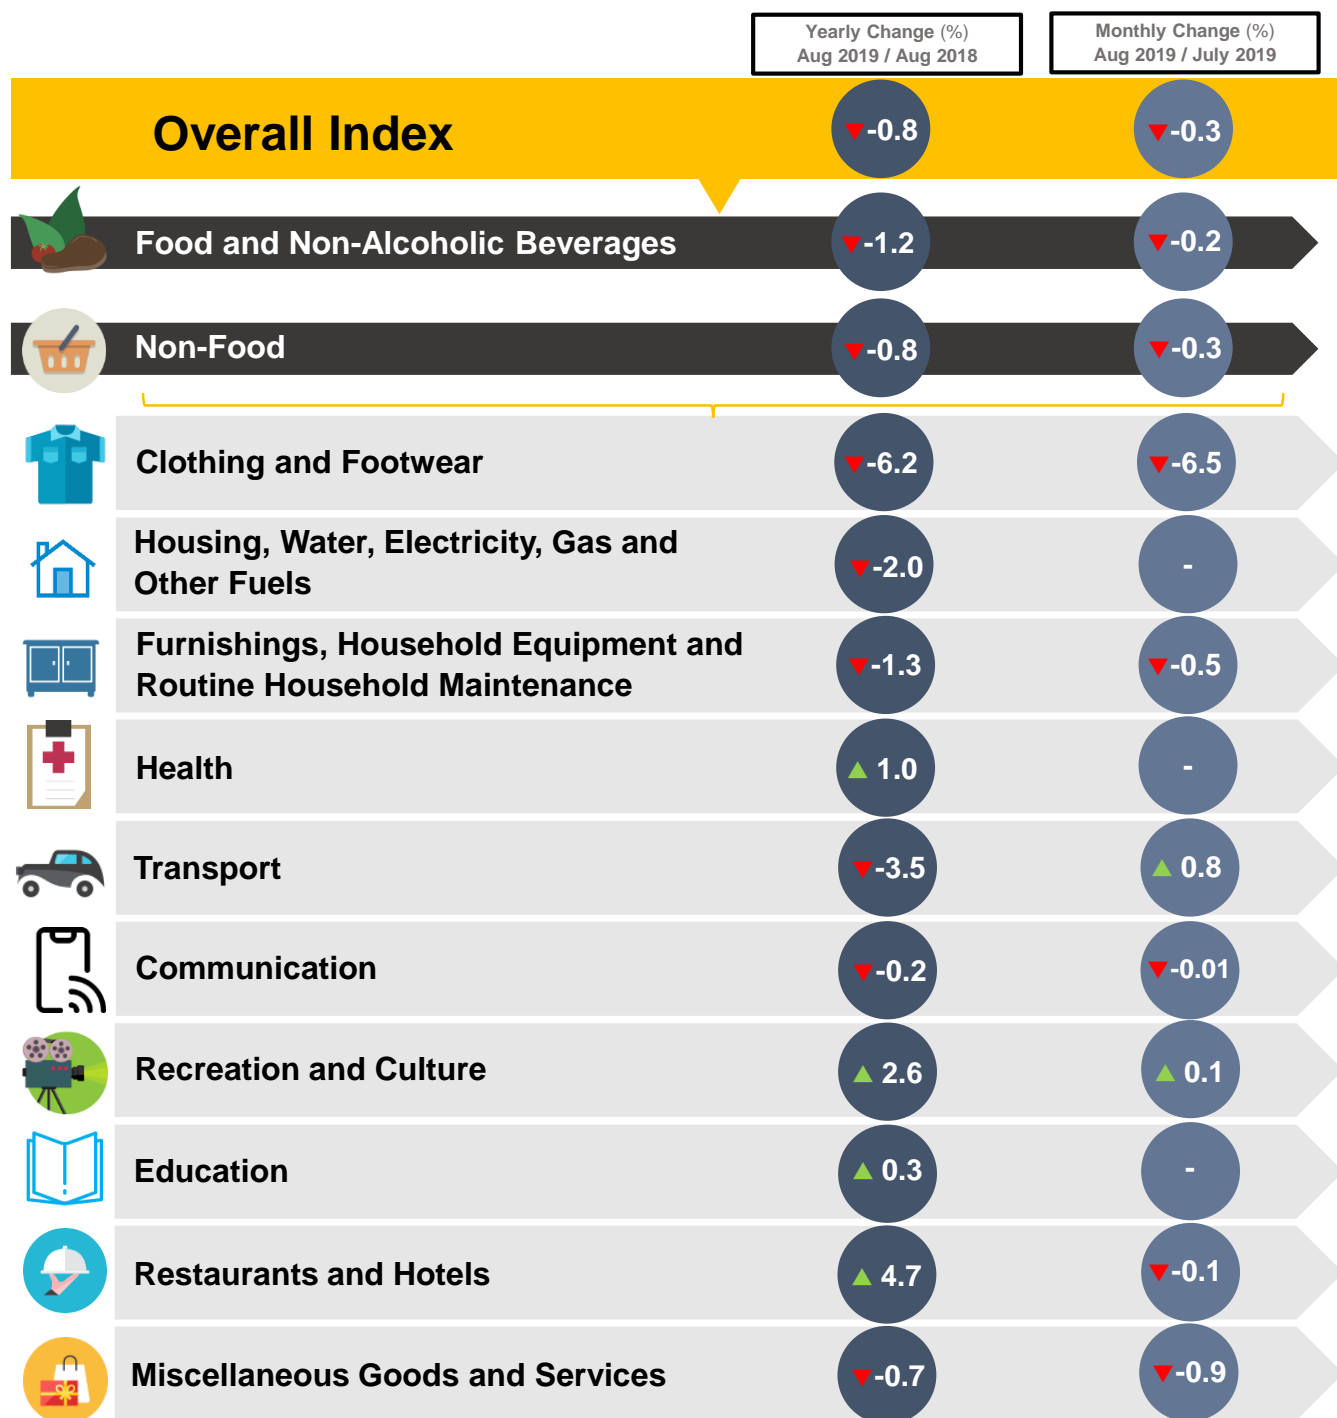 Yearly Change (%)
Aug 2019 / Aug 2018
Monthly Change (%)
Aug 2019 / July 2019
Overall Index
-0.8
-0.3
Food and Non-Alcoholic Beverages
-1.2
-0.2
Non-Food
-0.8
-0.3
Clothing and Footwear
-6.2
-6.5
Housing, Water, Electricity, Gas and
Other Fuels
-2.0
-
Furnishings, Household Equipment and
Routine Household Maintenance
-1.3
-0.5
Health
1.0
-
Transport
-3.5
0.8
Communication
-0.2
-0.01
Recreation and Culture
2.6
0.1
Education
0.3
-
Restaurants and Hotels
4.7
-0.1
Miscellaneous Goods and Services
-0.7
-0.9